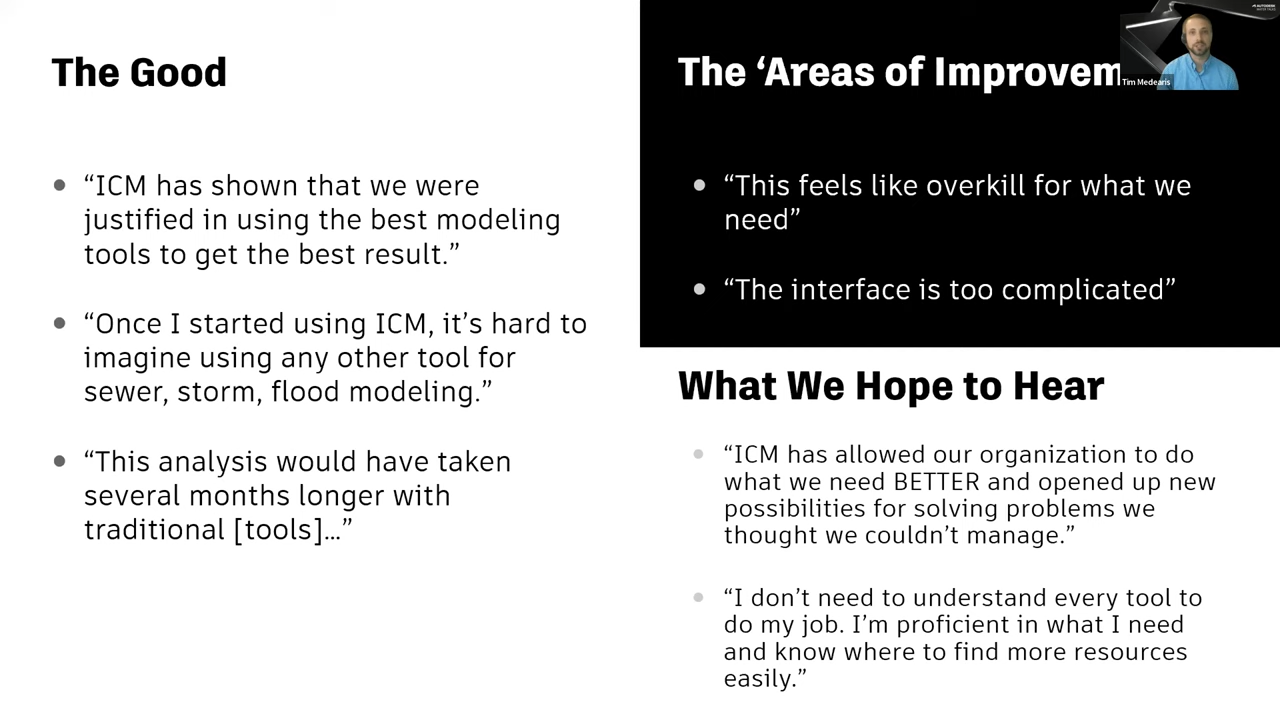 The Good
• “ICM has shown that we were
justified in using the best modeling
tools to get the best result.”
• “Once I started using ICM, it’s hard to
imagine using any other tool for
sewer, storm, flood modeling.”
• “This analysis would have taken
several months longer with
traditional [tools]…”
The ‘Areas of Improvem
• “This feels like overkill for what we
need”
• “The interface is too complicated”
What We Hope to Hear
• “ICM has allowed our organization to do
what we need BETTER and opened up new
possibilities for solving problems we
thought we couldn’t manage.”
• “I don’t need to understand every tool to
do my job. I’m proficient in what I need
and know where to find more resources
easily.”
AUTODESK
WATER TALKS
Tim Medearis